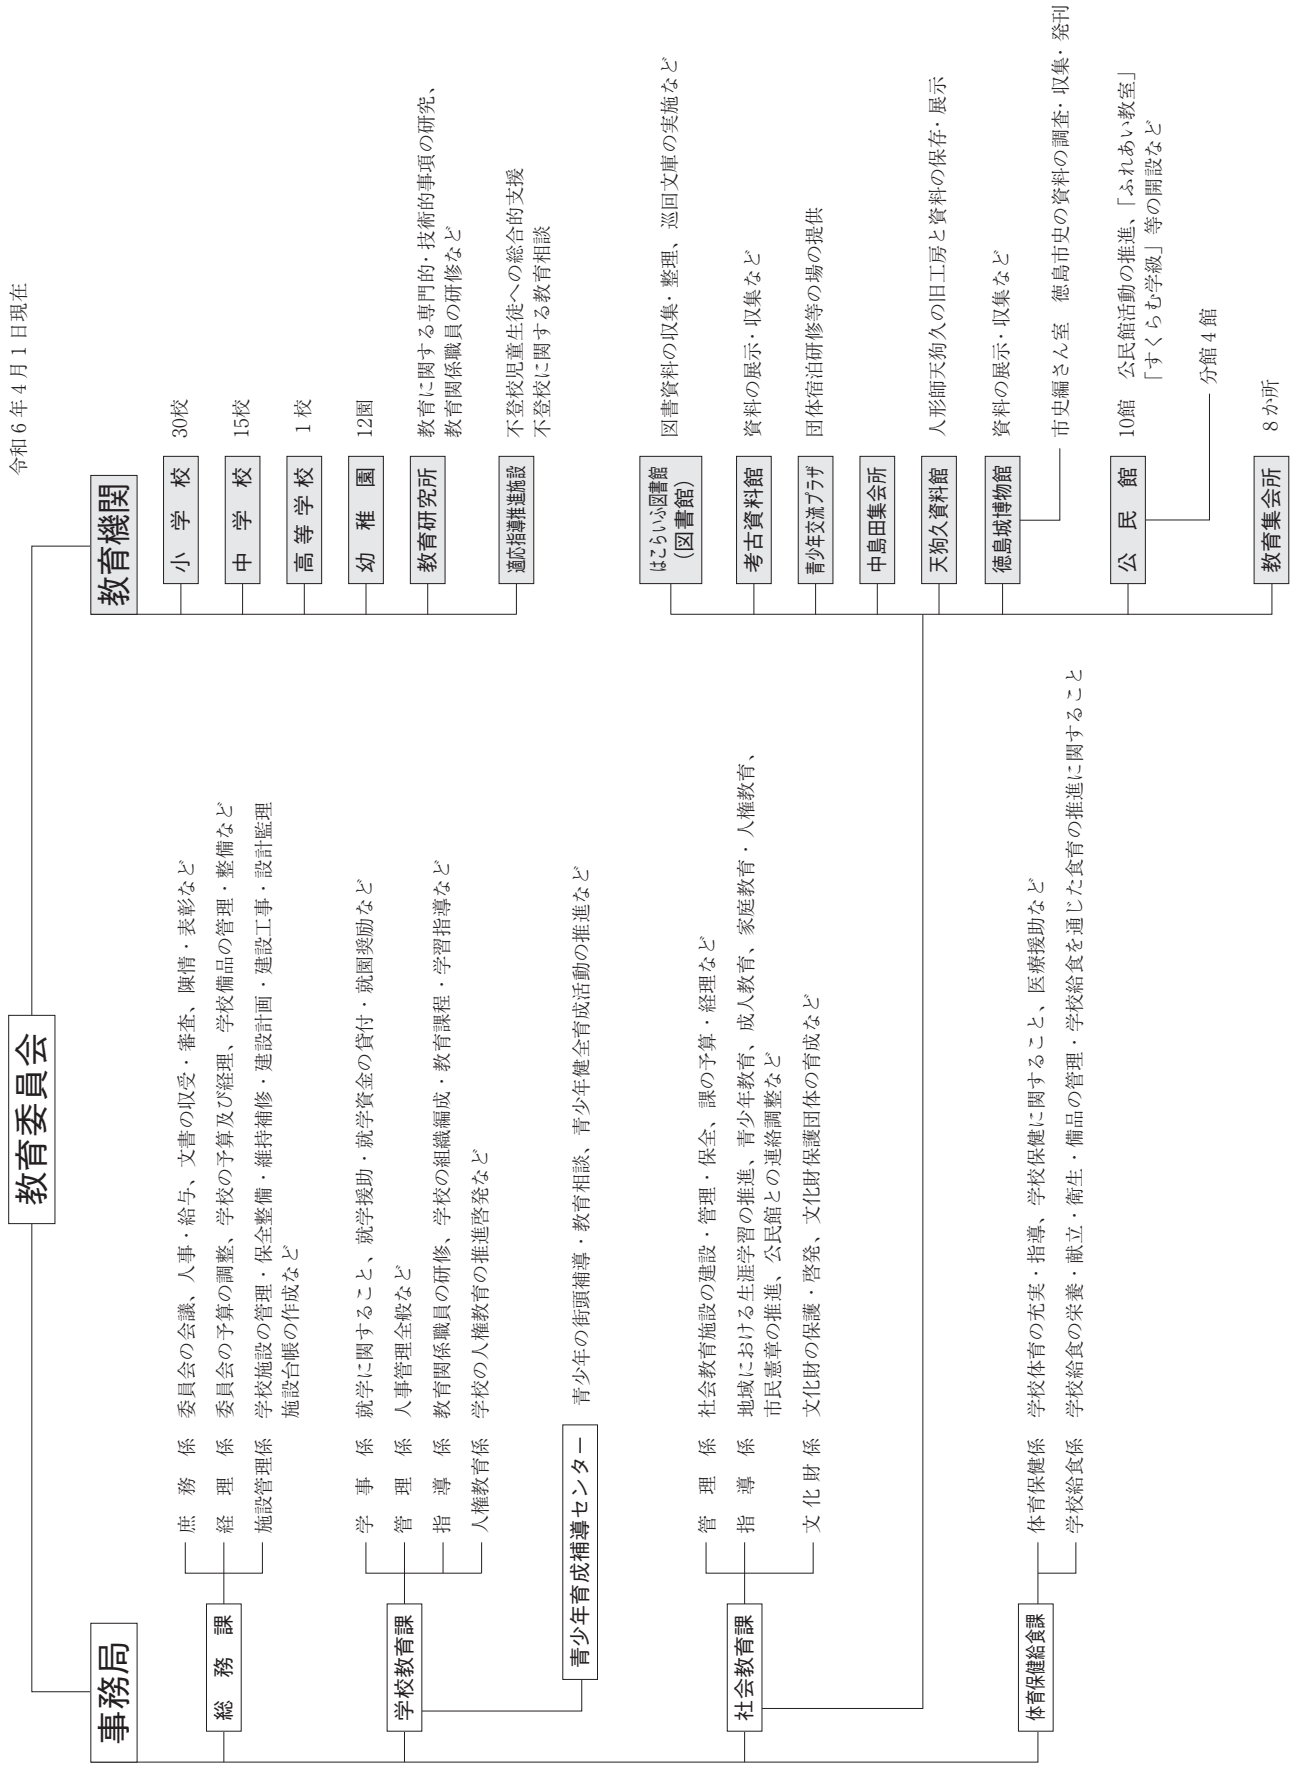 令和6年4月1日現在
教育委員会
事務局
総務課
庶務係　委員会の会議、人事・給与、文書の収受・審査、陳情・表彰など
経理係　委員会の予算の調整、学校の予算及び経理、学校備品の管理・整備など
施設管理係　学校施設の管理・保全整備・維持補修・建設計画・建設工事・設計監理
施設台帳の作成など
学校教育課
学事係　就学に関すること、就学援助・就学資金の貸付・就園奨励など
管理係　人事管理全般など
指導係　教育関係職員の研修、学校の組織編成・教育課程・学習指導など
人権教育係　学校の人権教育の推進啓発など
青少年育成補導センター　青少年の街頭補導・教育相談、青少年健全育成活動の推進など
社会教育課
管理係　社会教育施設の建設・管理・保全、課の予算・経理など
指導係　地域における生涯学習の推進、青少年教育、成人教育、家庭教育・人権教育、
市民憲章の推進、公民館との連絡調整など
文化財係　文化財の保護・啓発、文化財保護団体の育成など
体育保健給食課
体育保健係　学校体育の充実・指導、学校保健に関すること、医療援助など
学校給食係　学校給食の栄養・献立・衛生・備品の管理・学校給食を通じた食育の推進に関すること
教育機関
小学校　30校
中学校　15校
高等学校　1校
幼稚園　12園
教育研究所　教育に関する専門的・技術的事項の研究、
教育関係職員の研修など
適応指導推進施設　不登校児童生徒への総合的支援
不登校に関する教育相談
はこらいふ図書館
（図書館）　図書資料の収集・整理、巡回文庫の実施など
考古資料館　資料の展示・収集など
青少年交流プラザ　団体宿泊研修等の場の提供
中島田集会所
天狗久資料館　人形師天狗久の旧工房と資料の保存・展示
徳島城博物館　資料の展示・収集など
市史編さん室　徳島市史の資料の調査・収集・発刊
公民館　10館　公民館活動の推進、「ふれあい教室」
「すくらむ学級」等の開設など
分館4館
教育集会所　8か所